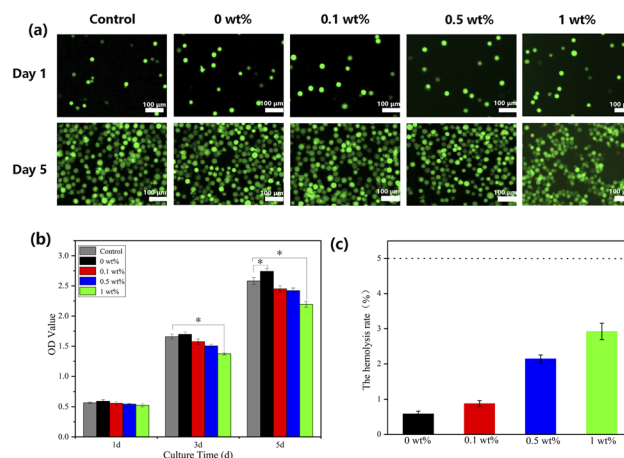 (a)
Control 0 wt% 0.1 wt% 0.5 wt% 1 wt%
Day 1
100 μm 100 μm 100 μm 100 μm 100 μm
Day 5
100 μm 100 μm 100 μm 100 μm 100 μm
(b)
Control
0 wt%
0.1 wt%
0.5 wt%
1 wt%
* * *
OD Value
3.0
2.5
2.0
1.5
1.0
0.5
0.0
1d 3d 5d
Culture Time (d)
(c)
The hemolysis rate (%)
6
5
4
3
2
1
0
0 wt% 0.1 wt% 0.5 wt% 1 wt%